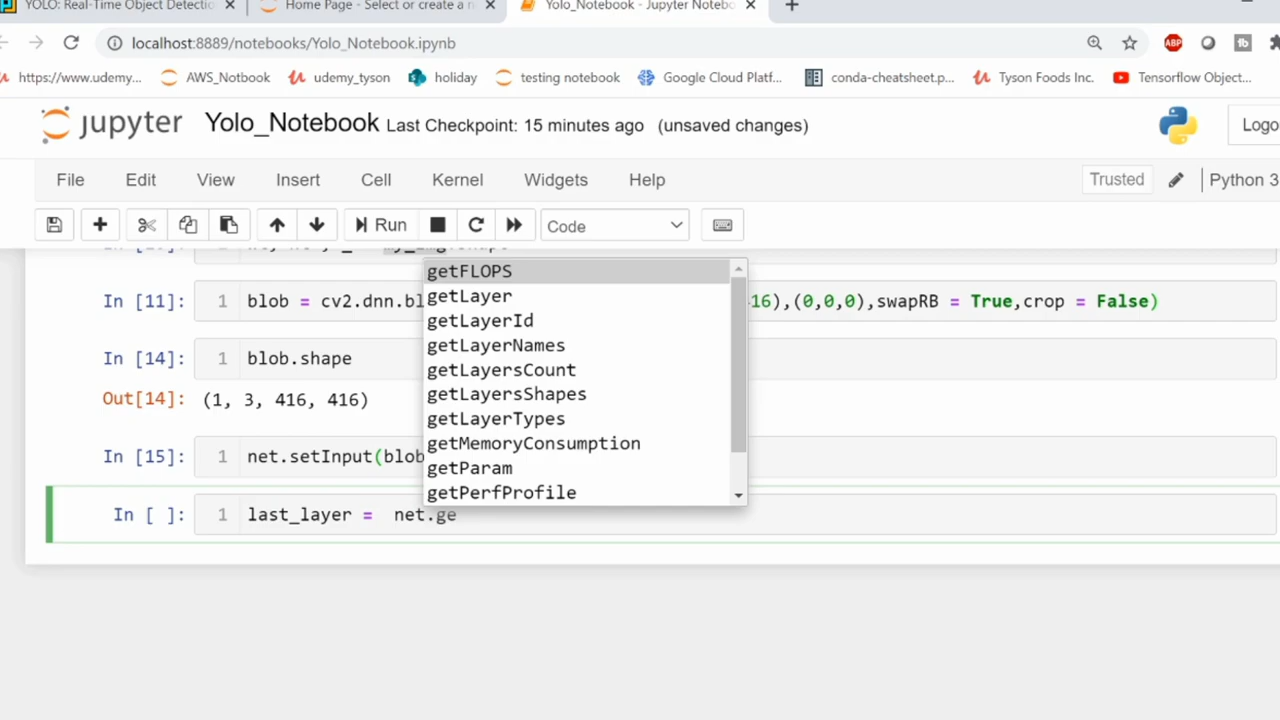 YOLO: Real-Time Object Detectio
Home Page - Select or create a n
Yolo_Notebook - Jupyter Notebo
localhost:8889/notebooks/Yolo_Notebook.ipynb
ABP
tb
https://www.udemy...
AWS_Notbook
udemy_tyson
holiday
testing notebook
Google Cloud Platf...
conda-cheatsheet.p...
Tyson Foods Inc.
Tensorflow Object...
jupyter
Yolo_Notebook Last Checkpoint: 15 minutes ago (unsaved changes)
Logo
File Edit View Insert Cell Kernel Widgets Help
Trusted
Python 3
Run
Code
In [11]: 1 blob = cv2.dnn.bl 16),(0,0,0),swapRB = True,crop = False)
In [14]: 1 blob.shape
Out[14]: (1, 3, 416, 416)
In [15]: 1 net.setInput(blob
In [ ]: 1 last_layer = net.ge
getFLOPS
getLayer
getLayerId
getLayerNames
getLayersCount
getLayersShapes
getLayerTypes
getMemoryConsumption
getParam
getPerfProfile